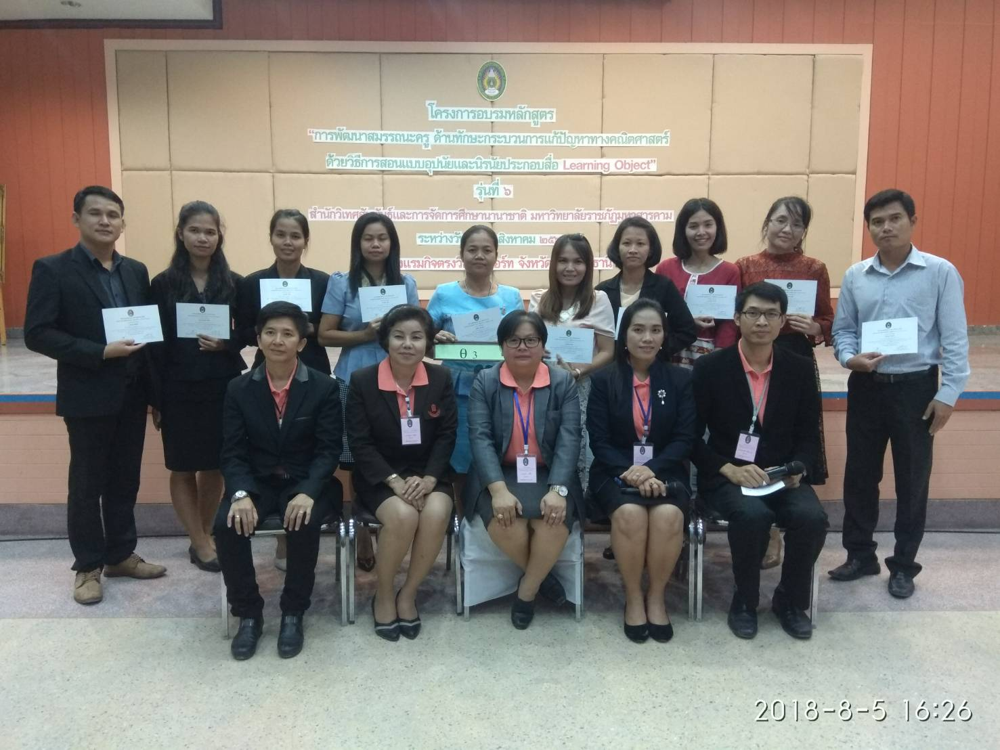 โครงการอบรมหลักสูตร
“การพัฒนาสมรรถนะครู ด้านทักษะกระบวนการแก้ปัญหาทางคณิตศาสตร์
ด้วยวิธีการสอนแบบอุปนัยและนิรนัยประกอบสื่อ Learning Object”
รุ่นที่ ๖
สำนักวิเทศสัมพันธ์และการจัดการศึกษานานาชาติ มหาวิทยาลัยราชภัฏมหาสารคาม
ระหว่างวัน สิงหาคม
แรมกิจตรงวิ อร์ท จังหวัด ธานี
θ 3
2018-8-5 16:26